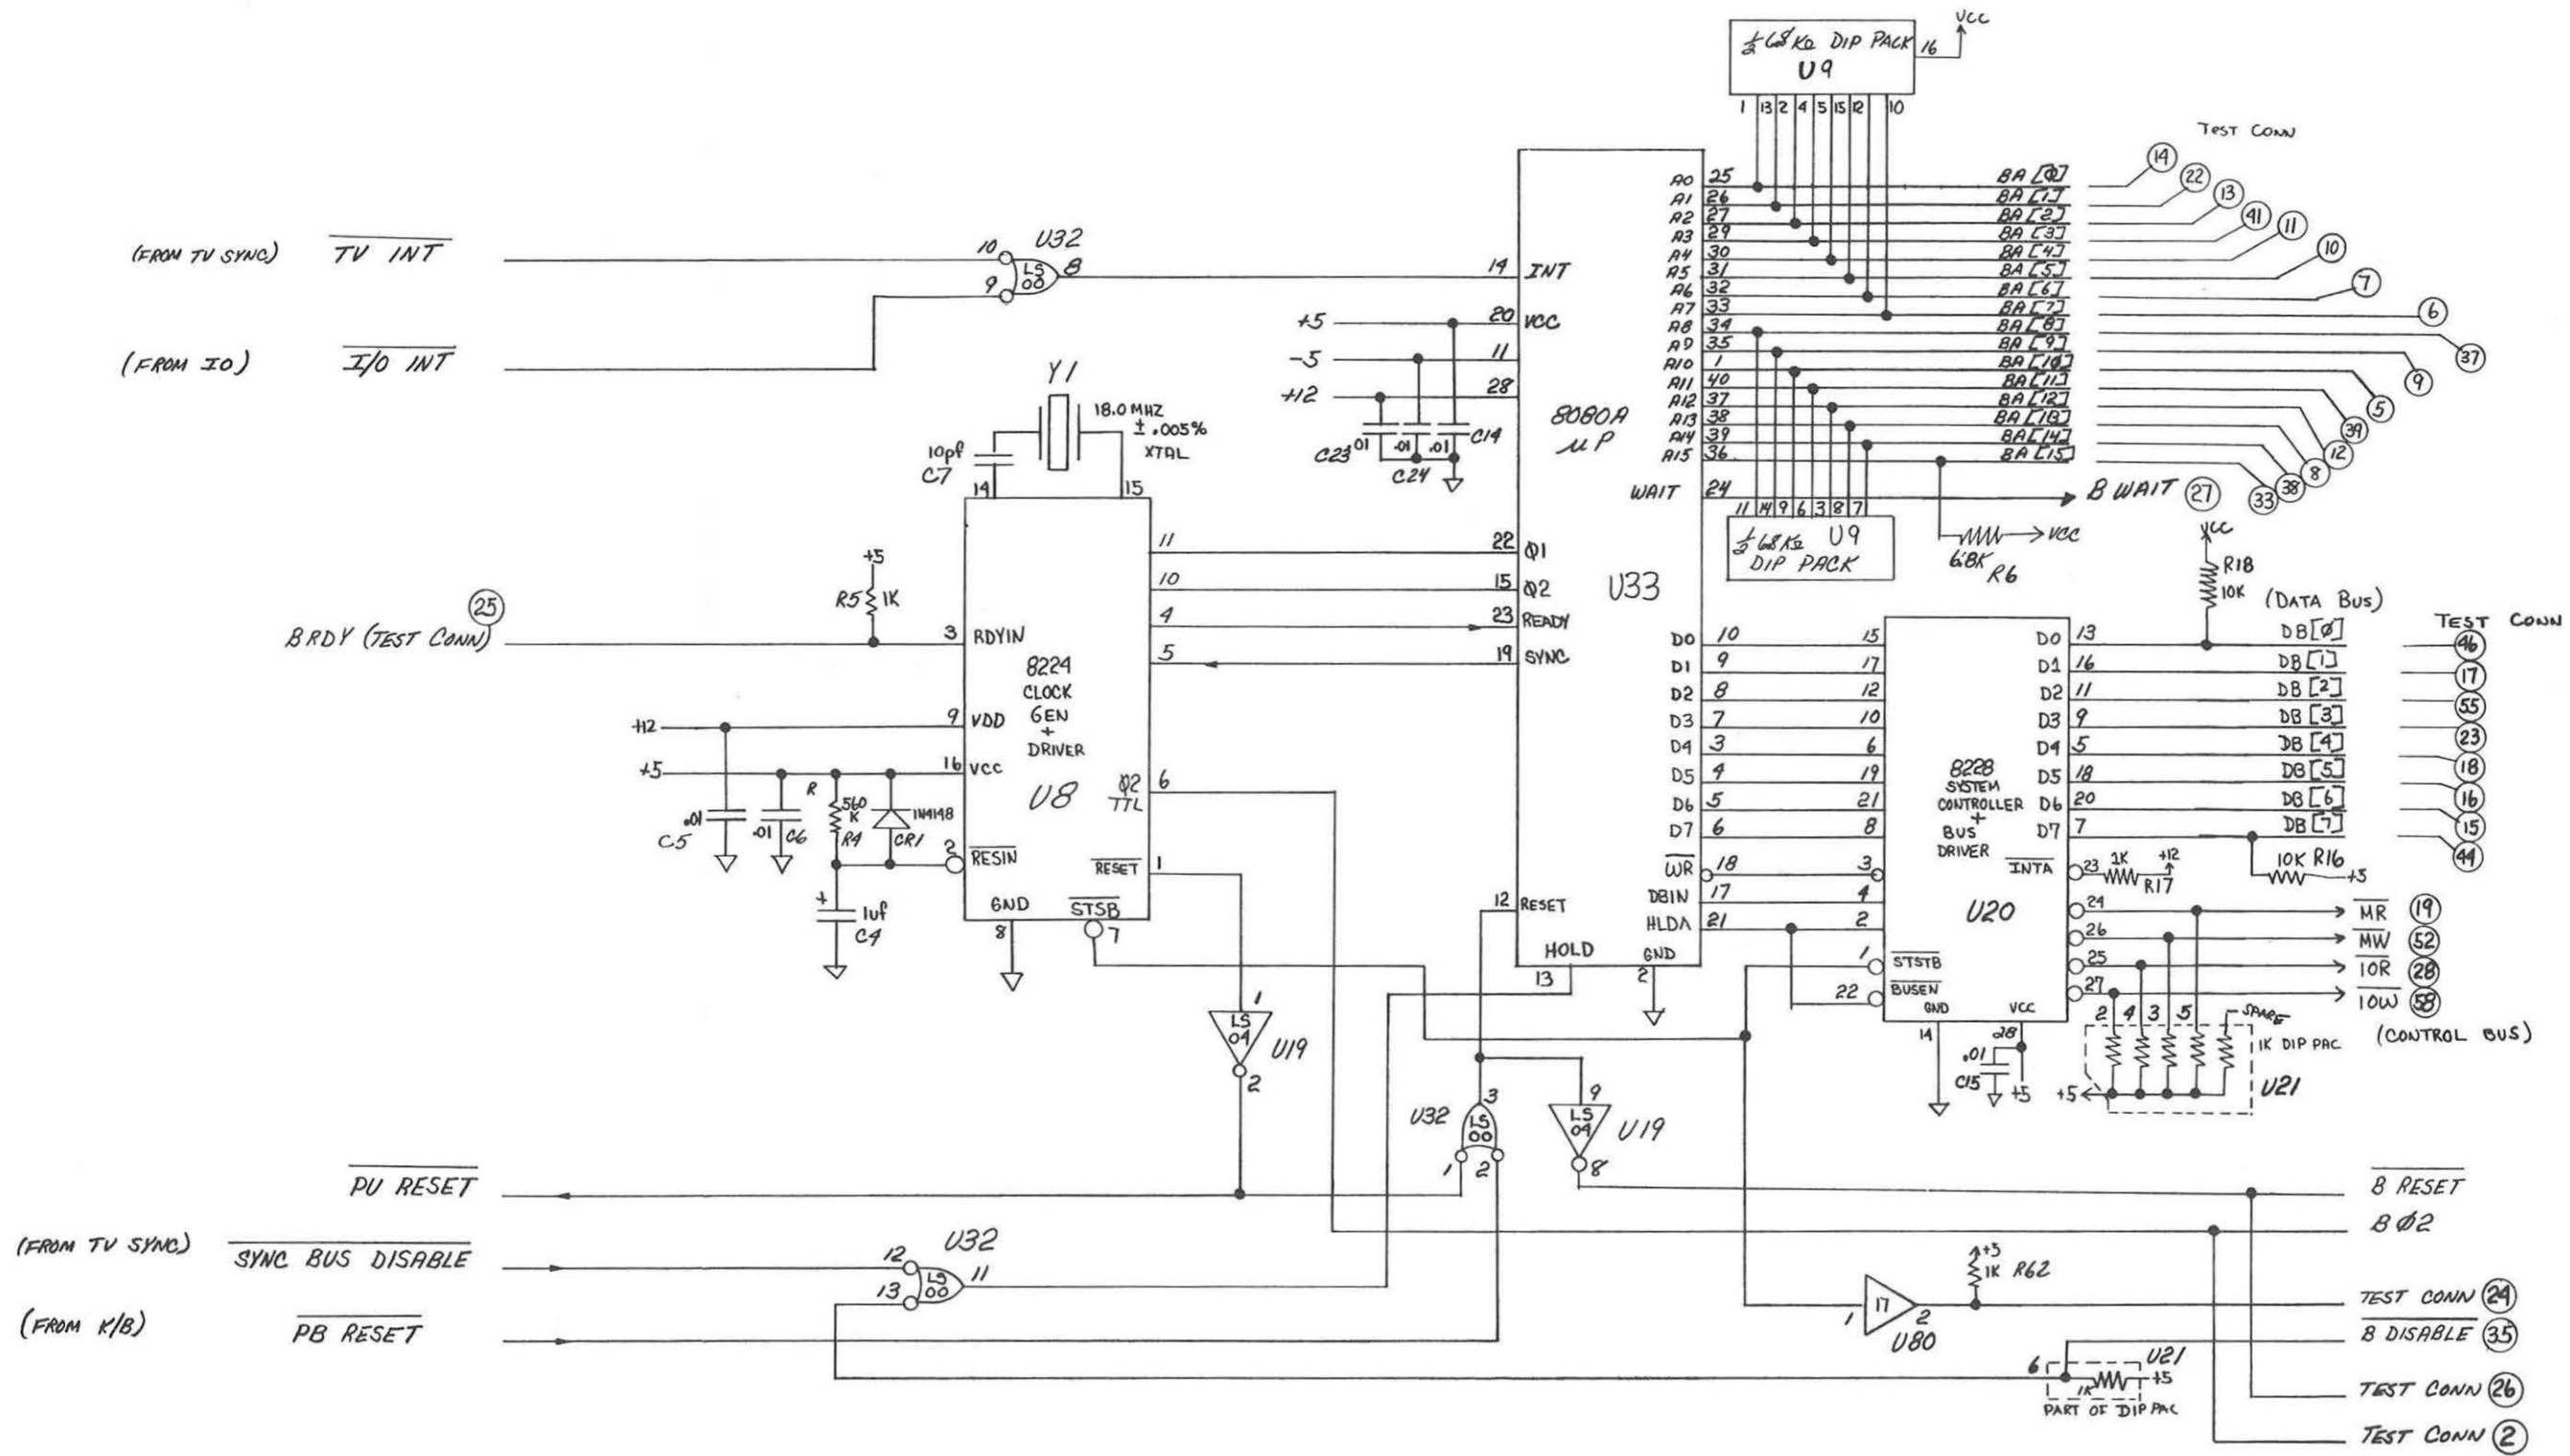 VCC
½ 6.8 KΩ DIP PACK 16
U9
1 13 2 4 5 15 12 10
TEST CONN
A0 25 BA [0] 14
A1 26 BA [1] 22
A2 27 BA [2] 13
A3 29 BA [3] 41
A4 30 BA [4] 11
A5 31 BA [5] 10
A6 32 BA [6] 7
A7 33 BA [7] 6
A8 34 BA [8] 37
A9 35 BA [9] 9
A10 1 BA [10] 5
A11 40 BA [11] 39
A12 37 BA [12] 12
A13 38 BA [13] 8
A14 39 BA [14] 38
A15 36 BA [15] 33
WAIT 24 B WAIT 27
11 14 9 6 3 8 7
½ 6.8 KΩ U9
DIP PACK
6.8K R6 VCC
(FROM TV SYNC) TV INT 10 U32
LS 00 8
9
(FROM IO) I/O INT
14 INT
+5 20 VCC
-5 11
+12 28
8080A
µP
C23 .01 .01 .01 C14
C24
U33
Y1
18.0 MHZ
± .005%
XTAL
10pf
C7
14 15
+5
R5 1K
25
BRDY (TEST CONN) 3 RDYIN
8224
CLOCK
GEN
+
DRIVER
U8
11 22 Φ1
10 15 Φ2
4 23 READY
5 19 SYNC
+12 9 VDD
+5 16 VCC
R
560
K
R4
1N4148
CR1
.01
C5
.01 C6
2 RESIN
+ 1uf
C4
Φ2
TTL 6
RESET 1
GND
8
STSB
7
VCC
R18
10K
(DATA BUS)
TEST CONN
D0 10 15 D0 13 DB[0] 46
D1 9 17 D1 16 DB[1] 17
D2 8 12 D2 11 DB[2] 55
D3 7 10 D3 9 DB[3] 23
D4 3 6 D4 5 DB[4] 18
D5 4 19 D5 18 DB[5] 16
D6 5 21 D6 20 DB[6] 15
D7 6 8 D7 7 DB[7] 44
8228
SYSTEM
CONTROLLER
+
BUS
DRIVER
U20
WR 18 3
DBIN 17 4
HLDA 21 2
INTA 23 1K +12
R17
10K R16
+5
12 RESET
HOLD
13
GND
2
1 STSTB
22 BUSEN
GND
14
VCC
28
.01
C15
+5
24 MR 19
26 MW 52
25 IOR 28
27 IOW 58
(CONTROL BUS)
2 4 3 5 SPARE
1K DIP PAC
+5 U21
1
LS
04 U19
2
3
U32 LS
00
1 2
9
LS
04 U19
8
PU RESET
B RESET
BΦ2
(FROM TV SYNC) SYNC BUS DISABLE 12 U32
LS 00 11
13
(FROM K/B) PB RESET
+5
1K R62
1 17 2
U80
TEST CONN 24
B DISABLE 35
6 U21
1K +5
PART OF DIP PAC
TEST CONN 26
TEST CONN 2